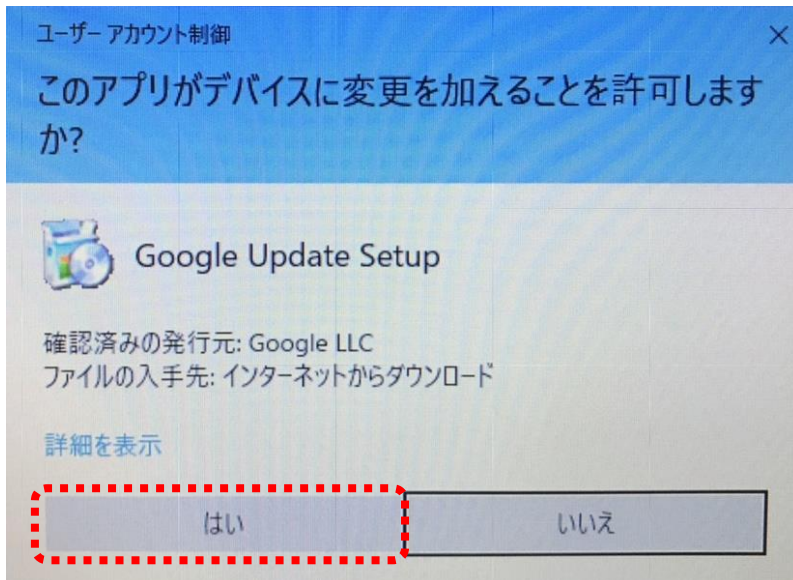 ユーザー アカウント制御
このアプリがデバイスに変更を加えることを許可します
か?
Google Update Setup
確認済みの発行元: Google LLC
ファイルの入手先: インターネットからダウンロード
詳細を表示
はい
いいえ